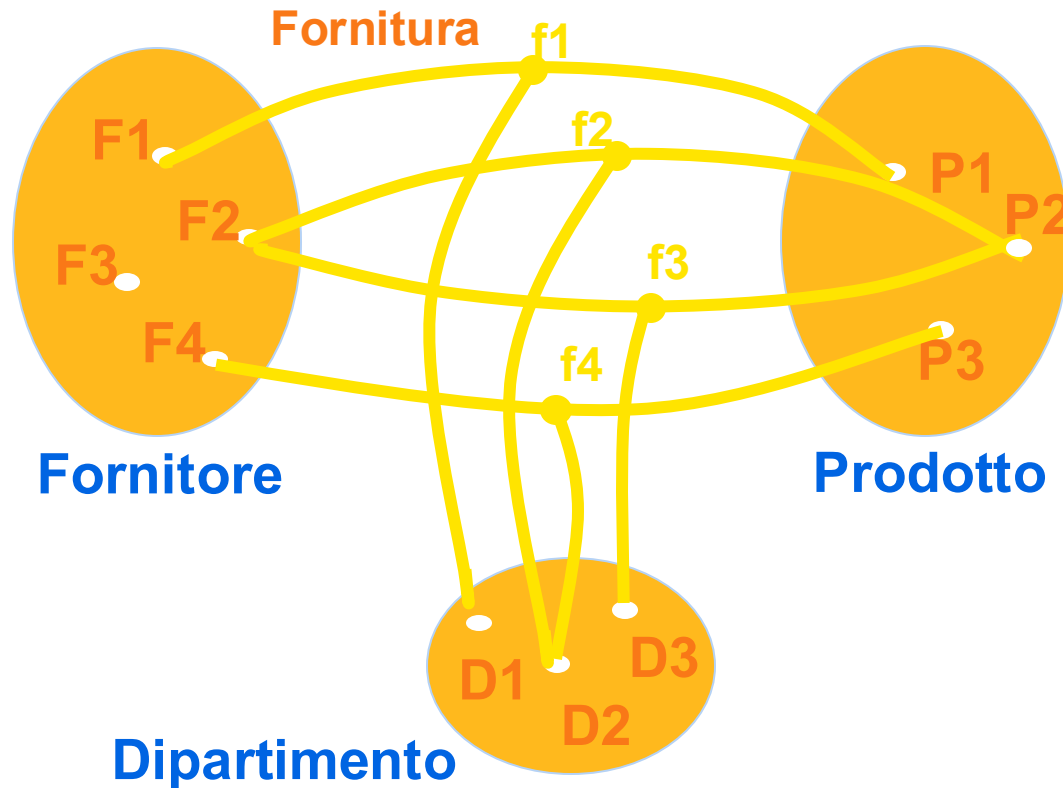 Fornitura
f1
F1
f2
P1
F2
P2
F3
f3
F4
f4
P3
Fornitore
Prodotto
D1
D3
D2
Dipartimento